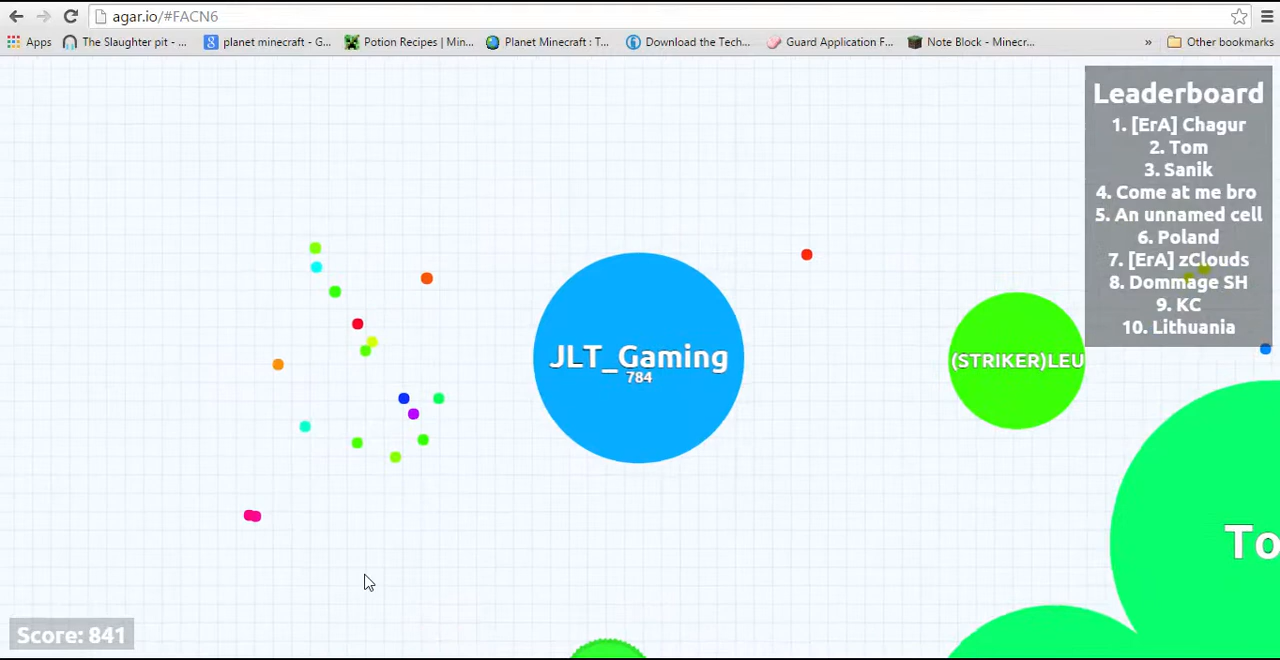 agar.io/#FACN6
Apps The Slaughter pit - ... planet minecraft - G... Potion Recipes | Min... Planet Minecraft : T... Download the Tech... Guard Application F... Note Block - Minecr... » Other bookmarks
Leaderboard
1. [ErA] Chagur
2. Tom
3. Sanik
4. Come at me bro
5. An unnamed cell
6. Poland
7. [ErA] zClouds
8. Dommage SH
9. KC
10. Lithuania
JLT_Gaming
784
(STRIKER)LEU
To
Score: 841